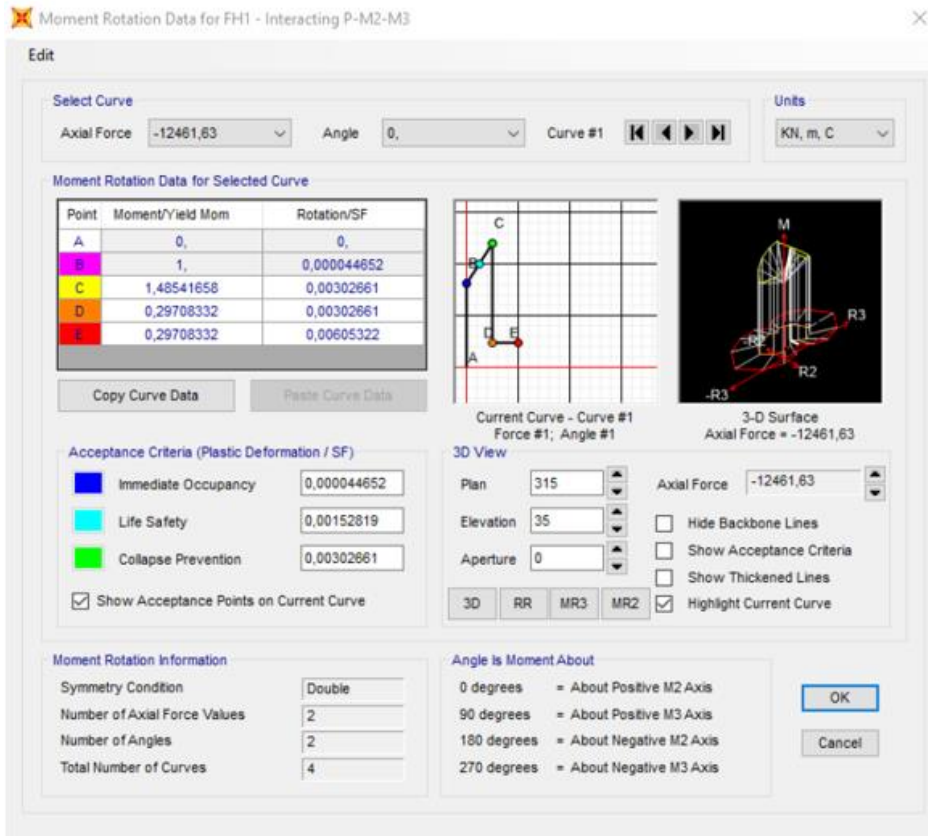 Moment Rotation Data for FH1 - Interacting P-M2-M3
Edit
Select Curve
Axial Force -12461,63 Angle 0, Curve #1
Units
KN, m, C
Moment Rotation Data for Selected Curve
Point Moment/Yield Mom Rotation/SF
A 0, 0,
B 1, 0,000044652
C 1,48541658 0,00302661
D 0,29708332 0,00302661
E 0,29708332 0,00605322
Copy Curve Data Paste Curve Data
C
B
D E
A
Current Curve - Curve #1
Force #1; Angle #1
M
R3
-R2
R2
-R3
3-D Surface
Axial Force = -12461,63
Acceptance Criteria (Plastic Deformation / SF)
Immediate Occupancy 0,000044652
Life Safety 0,00152819
Collapse Prevention 0,00302661
Show Acceptance Points on Current Curve
3D View
Plan 315
Elevation 35
Aperture 0
3D RR MR3 MR2
Axial Force -12461,63
Hide Backbone Lines
Show Acceptance Criteria
Show Thickened Lines
Highlight Current Curve
Moment Rotation Information
Symmetry Condition Double
Number of Axial Force Values 2
Number of Angles 2
Total Number of Curves 4
Angle Is Moment About
0 degrees = About Positive M2 Axis
90 degrees = About Positive M3 Axis
180 degrees = About Negative M2 Axis
270 degrees = About Negative M3 Axis
OK
Cancel